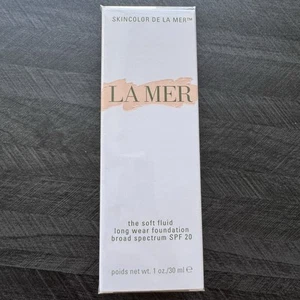 SKINCOLOR DE LA MER™
LA MER
the soft fluid
long wear foundation
broad spectrum SPF 20
poids net wt. 1 oz./30 ml ℮